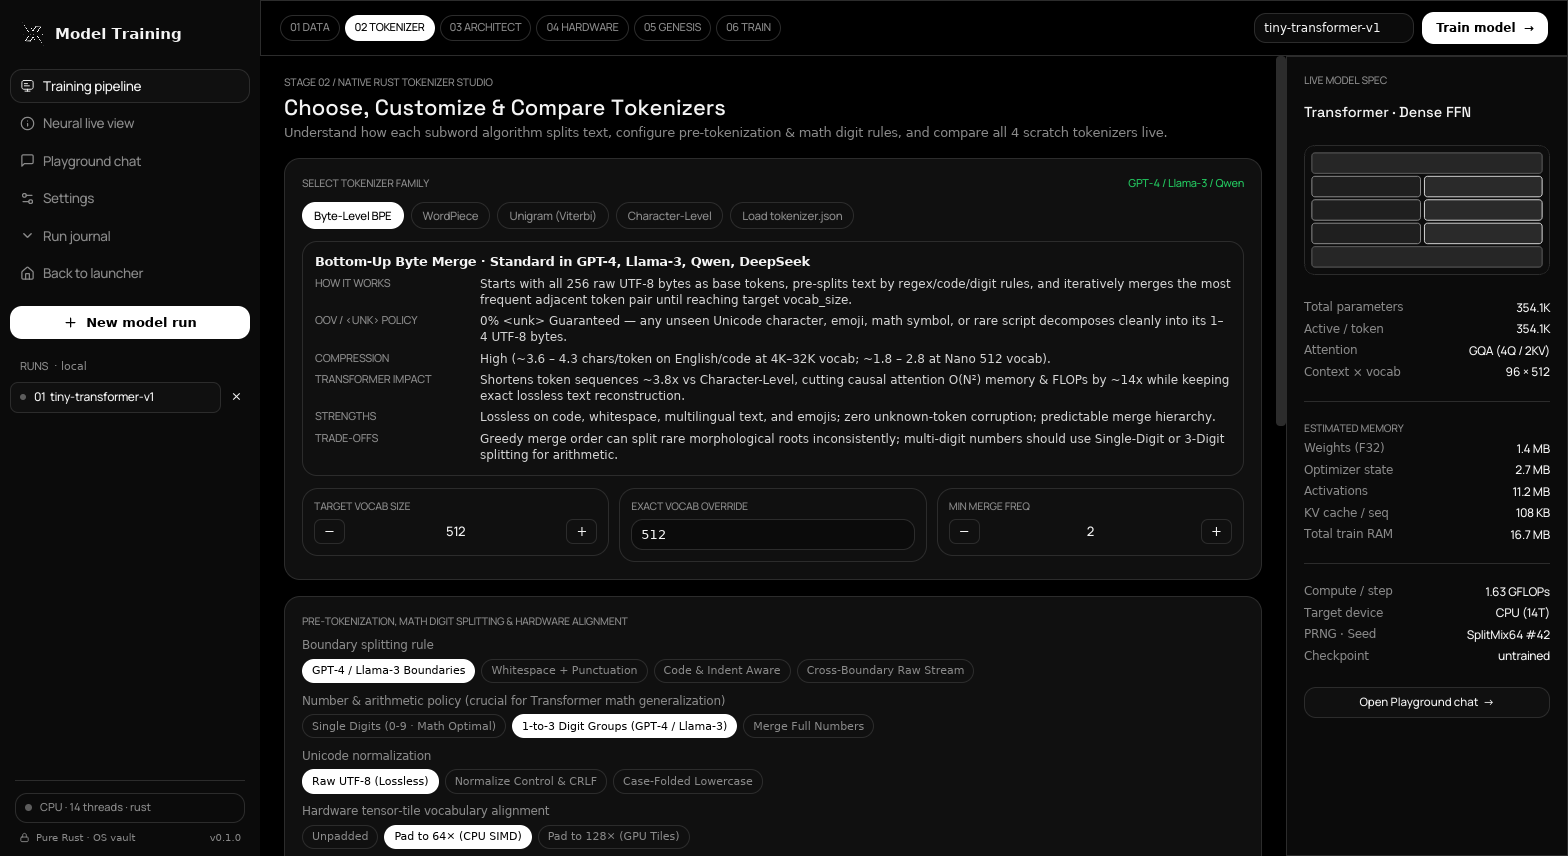 Model Training
Training pipeline
Neural live view
Playground chat
Settings
Run journal
Back to launcher
+ New model run
RUNS · local
01 tiny-transformer-v1 ×
CPU · 14 threads · rust
Pure Rust · OS vault v0.1.0
01 DATA 02 TOKENIZER 03 ARCHITECT 04 HARDWARE 05 GENESIS 06 TRAIN
tiny-transformer-v1 Train model →
STAGE 02 / NATIVE RUST TOKENIZER STUDIO
Choose, Customize & Compare Tokenizers
Understand how each subword algorithm splits text, configure pre-tokenization & math digit rules, and compare all 4 scratch tokenizers live.
SELECT TOKENIZER FAMILY GPT-4 / Llama-3 / Qwen
Byte-Level BPE WordPiece Unigram (Viterbi) Character-Level Load tokenizer.json
Bottom-Up Byte Merge · Standard in GPT-4, Llama-3, Qwen, DeepSeek
HOW IT WORKS Starts with all 256 raw UTF-8 bytes as base tokens, pre-splits text by regex/code/digit rules, and iteratively merges the most
frequent adjacent token pair until reaching target vocab_size.
OOV / <UNK> POLICY 0% <unk> Guaranteed — any unseen Unicode character, emoji, math symbol, or rare script decomposes cleanly into its 1–
4 UTF-8 bytes.
COMPRESSION High (~3.6 – 4.3 chars/token on English/code at 4K–32K vocab; ~1.8 – 2.8 at Nano 512 vocab).
TRANSFORMER IMPACT Shortens token sequences ~3.8x vs Character-Level, cutting causal attention O(N²) memory & FLOPs by ~14x while keeping
exact lossless text reconstruction.
STRENGTHS Lossless on code, whitespace, multilingual text, and emojis; zero unknown-token corruption; predictable merge hierarchy.
TRADE-OFFS Greedy merge order can split rare morphological roots inconsistently; multi-digit numbers should use Single-Digit or 3-Digit
splitting for arithmetic.
TARGET VOCAB SIZE EXACT VOCAB OVERRIDE MIN MERGE FREQ
− 512 + 512 − 2 +
PRE-TOKENIZATION, MATH DIGIT SPLITTING & HARDWARE ALIGNMENT
Boundary splitting rule
GPT-4 / Llama-3 Boundaries Whitespace + Punctuation Code & Indent Aware Cross-Boundary Raw Stream
Number & arithmetic policy (crucial for Transformer math generalization)
Single Digits (0-9 · Math Optimal) 1-to-3 Digit Groups (GPT-4 / Llama-3) Merge Full Numbers
Unicode normalization
Raw UTF-8 (Lossless) Normalize Control & CRLF Case-Folded Lowercase
Hardware tensor-tile vocabulary alignment
Unpadded Pad to 64× (CPU SIMD) Pad to 128× (GPU Tiles)
LIVE MODEL SPEC
Transformer · Dense FFN
Total parameters 354.1K
Active / token 354.1K
Attention GQA (4Q / 2KV)
Context × vocab 96 × 512
ESTIMATED MEMORY
Weights (F32) 1.4 MB
Optimizer state 2.7 MB
Activations 11.2 MB
KV cache / seq 108 KB
Total train RAM 16.7 MB
Compute / step 1.63 GFLOPs
Target device CPU (14T)
PRNG · Seed SplitMix64 #42
Checkpoint untrained
Open Playground chat →